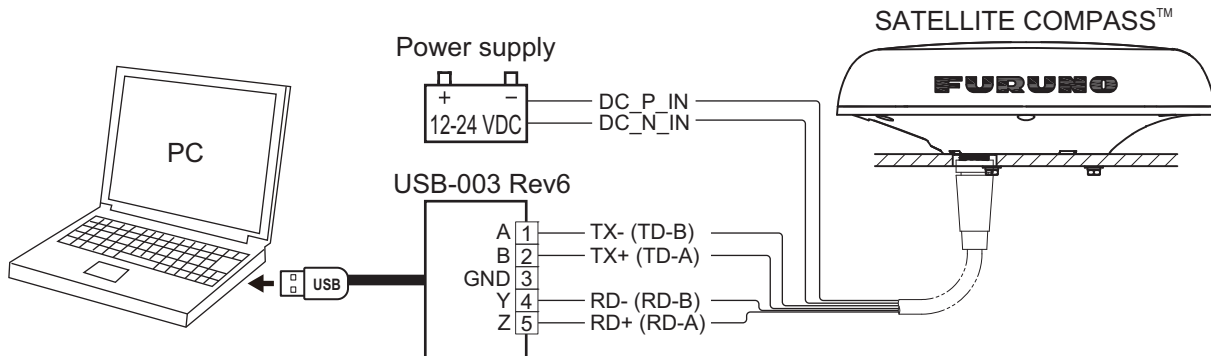 SATELLITE COMPASS™
FURUNO
Power supply
+ −
12-24 VDC
DC_P_IN
DC_N_IN
PC
USB
USB-003 Rev6
A 1 TX- (TD-B)
B 2 TX+ (TD-A)
GND 3
Y 4 RD- (RD-B)
Z 5 RD+ (RD-A)